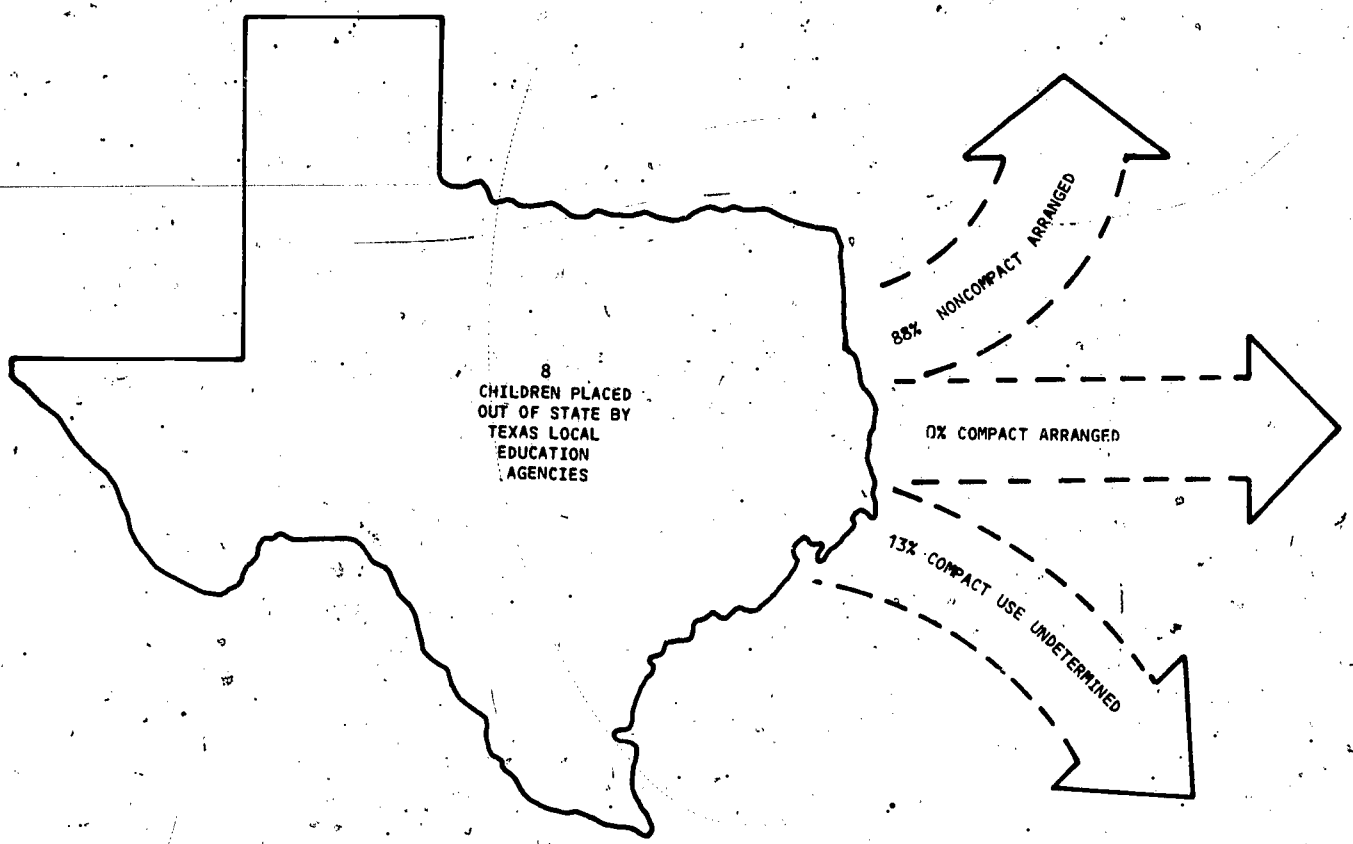 8
CHILDREN PLACED
OUT OF STATE BY
TEXAS LOCAL
EDUCATION
AGENCIES
88% NONCOMPACT ARRANGED
0% COMPACT ARRANGED
13% COMPACT USE UNDETERMINED